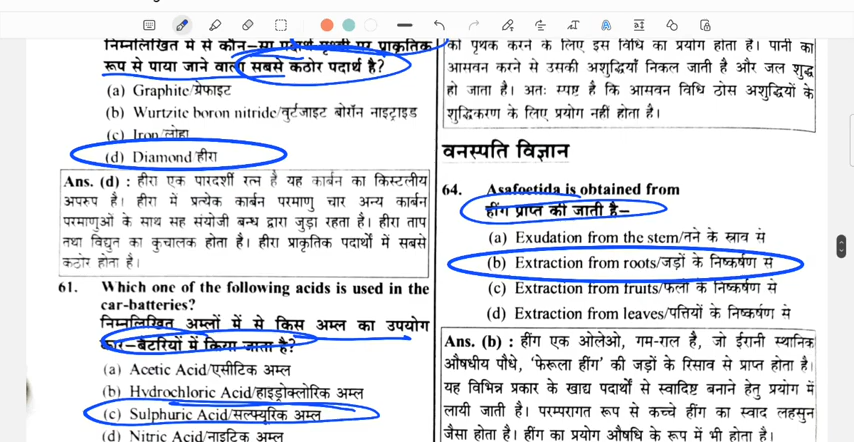 निम्नलिखित में से कौन-सा पदार्थ पृथ्वी पर प्राकृतिक
रूप से पाया जाने वाला सबसे कठोर पदार्थ है?
(a) Graphite/ग्रेफाइट
(b) Wurtzite boron nitride/वुर्टजाइट बोरॉन नाइट्राइड
(c) Iron/लोहा
(d) Diamond/हीरा
Ans. (d) : हीरा एक पारदर्शी रत्न है यह कार्बन का क्रिस्टलीय
अपरुप है। हीरा में प्रत्येक कार्बन परमाणु चार अन्य कार्बन
परमाणुओं के साथ सह संयोजी बन्ध द्वारा जुड़ा रहता है। हीरा ताप
तथा विद्युत का कुचालक होता है। हीरा प्राकृतिक पदार्थों में सबसे
कठोर होता है।
61. Which one of the following acids is used in the
car-batteries?
निम्नलिखित अम्लों में से किस अम्ल का उपयोग
कार-बैटरियों में किया जाता है?
(a) Acetic Acid/एसीटिक अम्ल
(b) Hydrochloric Acid/हाइड्रोक्लोरिक अम्ल
(c) Sulphuric Acid/सल्फ्यूरिक अम्ल
(d) Nitric Acid/नाइट्रिक अम्ल
को पृथक करने के लिए इस विधि का प्रयोग होता है। पानी का
आसवन करने से उसकी अशुद्धियाँ निकल जाती है और जल शुद्ध
हो जाता है। अतः स्पष्ट है कि आसवन विधि ठोस अशुद्धियों के
शुद्धिकरण के लिए प्रयोग नहीं होता है।
वनस्पति विज्ञान
64. Asafoetida is obtained from
हींग प्राप्त की जाती है–
(a) Exudation from the stem/तने के स्राव से
(b) Extraction from roots/जड़ों के निष्कर्षण से
(c) Extraction from fruits/फलों के निष्कर्षण से
(d) Extraction from leaves/पत्तियों के निष्कर्षण से
Ans. (b) : हींग एक ओलेओ, गम-राल है, जो ईरानी स्थानिक
औषधीय पौधे, 'फेरूला हींग' की जड़ों के रिसाव से प्राप्त होता है।
यह विभिन्न प्रकार के खाद्य पदार्थों से स्वादिष्ट बनाने हेतु प्रयोग में
लायी जाती है। परम्परागत रूप से कच्चे हींग का स्वाद लहसुन
जैसा होता है। हींग का प्रयोग औषधि के रूप में भी होता है।